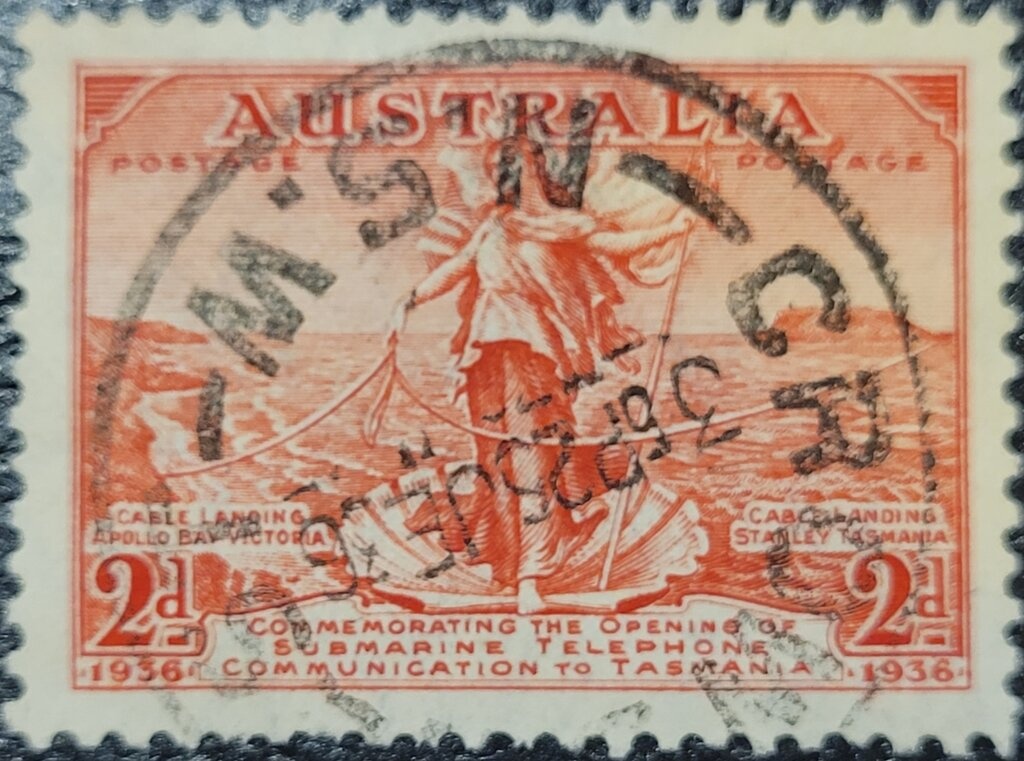 AUSTRALIA
POSTAGE POSTAGE
CABLE LANDING
APOLLO BAY VICTORIA
CABLE LANDING
STANLEY TASMANIA
2d 2d
COMMEMORATING THE OPENING OF
SUBMARINE TELEPHONE
COMMUNICATION TO TASMANIA
1936 1936